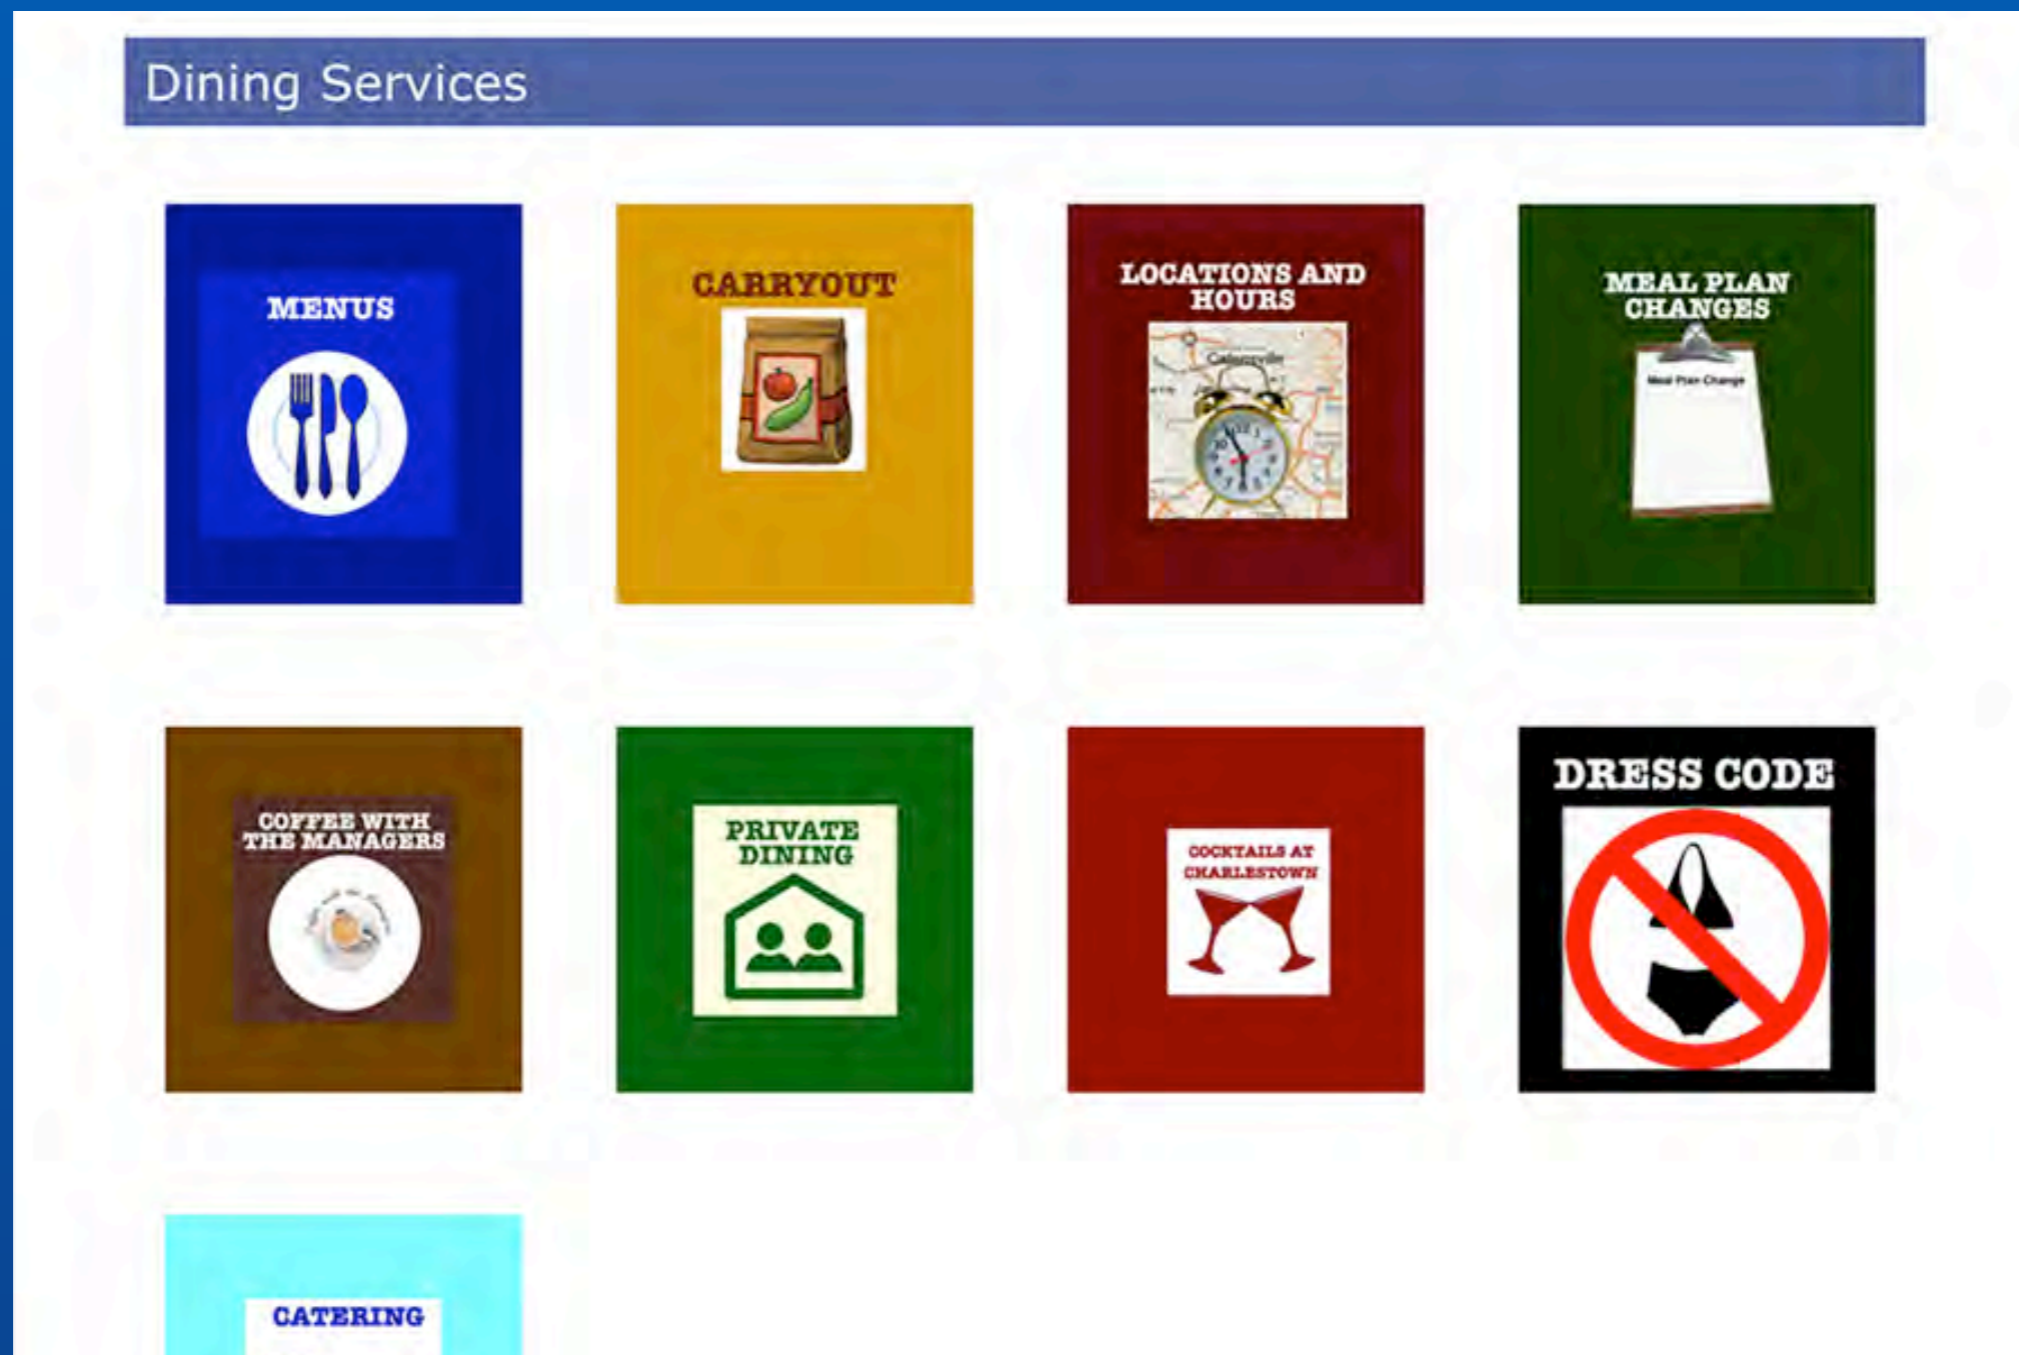 Dining Services
MENUS
CARRYOUT
LOCATIONS AND
HOURS
Catonsville
MEAL PLAN
CHANGES
Meal Plan Change
COFFEE WITH
THE MANAGERS
PRIVATE
DINING
COCKTAILS AT
CHARLESTOWN
DRESS CODE
CATERING